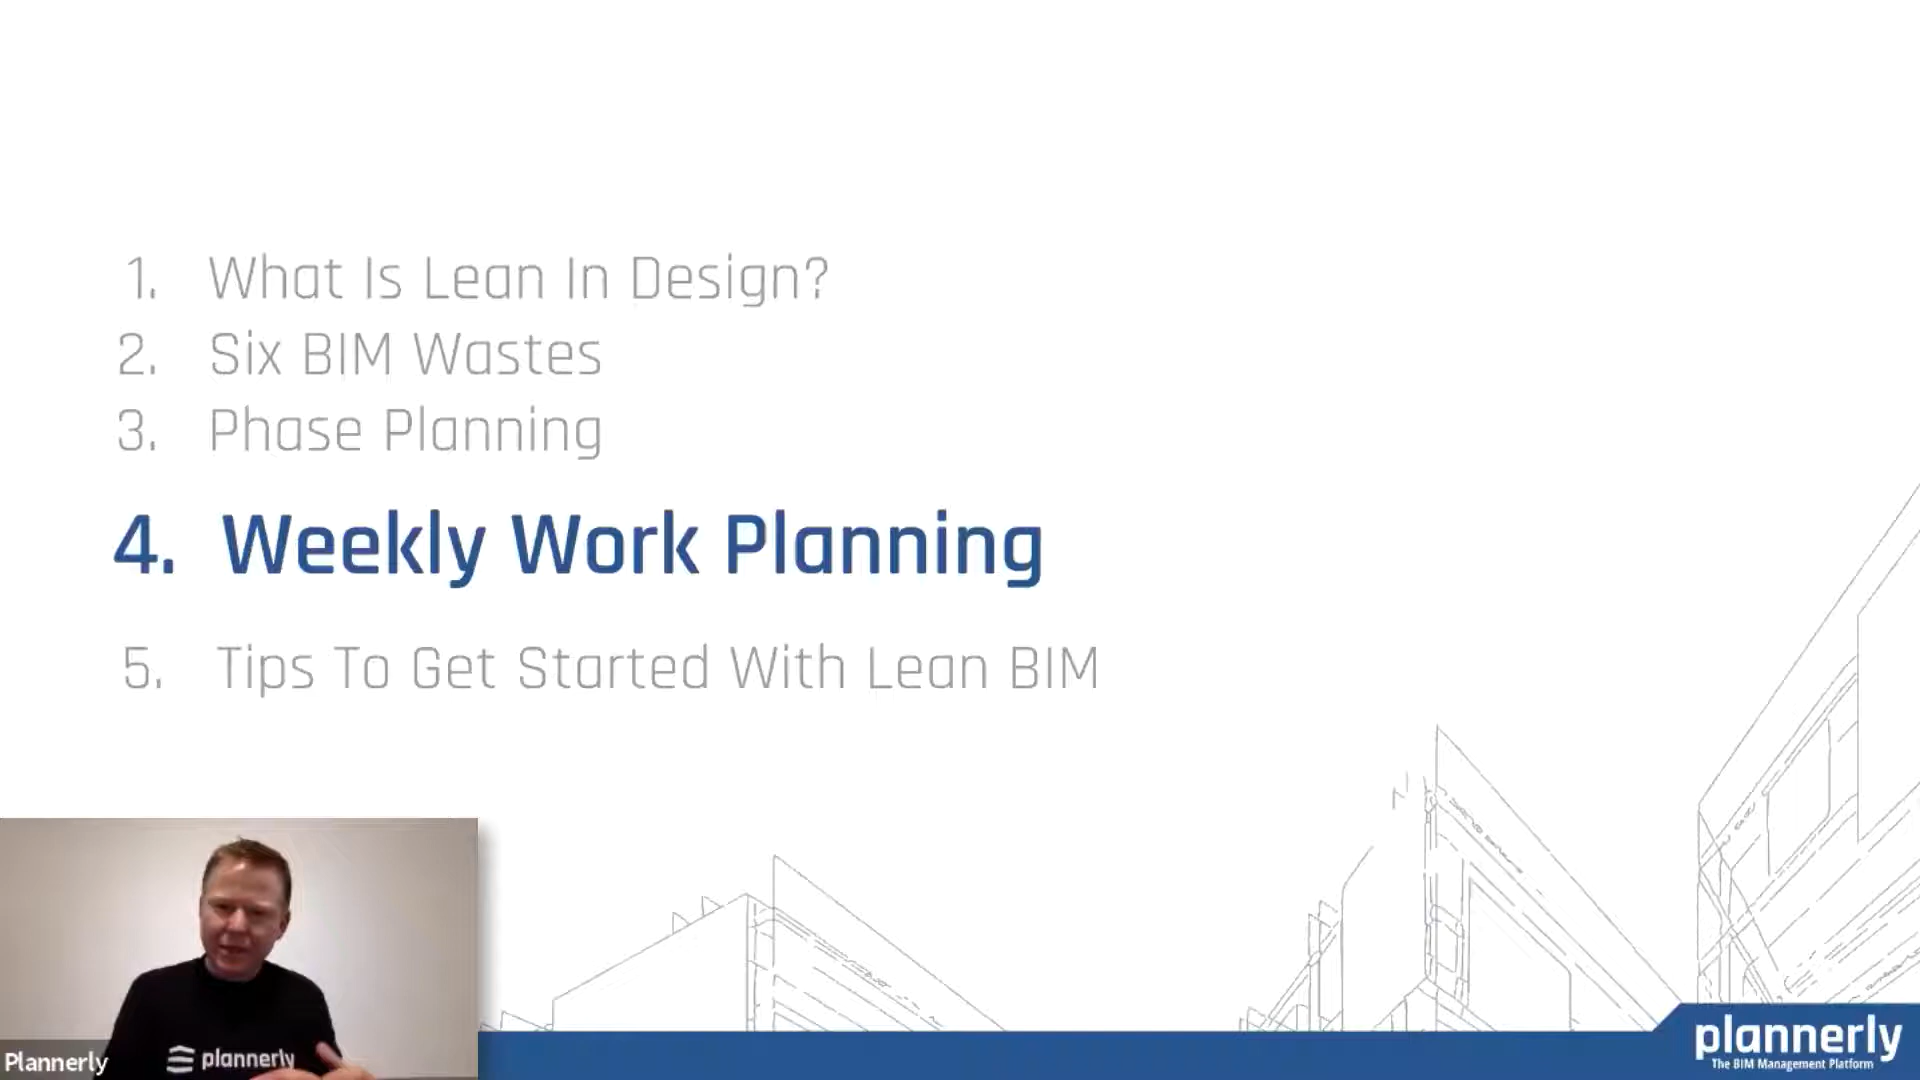 1. What Is Lean In Design?
2. Six BIM Wastes
3. Phase Planning
4. Weekly Work Planning
5. Tips To Get Started With Lean BIM
plannerly
Plannerly
plannerly
The BIM Management Platform